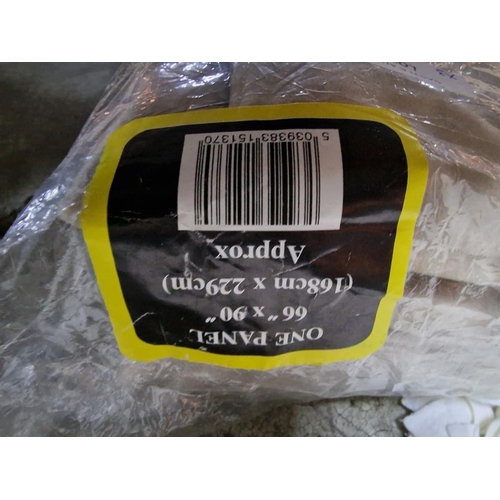 ONE PANEL
66" x 90"
(168cm x 229cm)
Approx
5 039383 151370